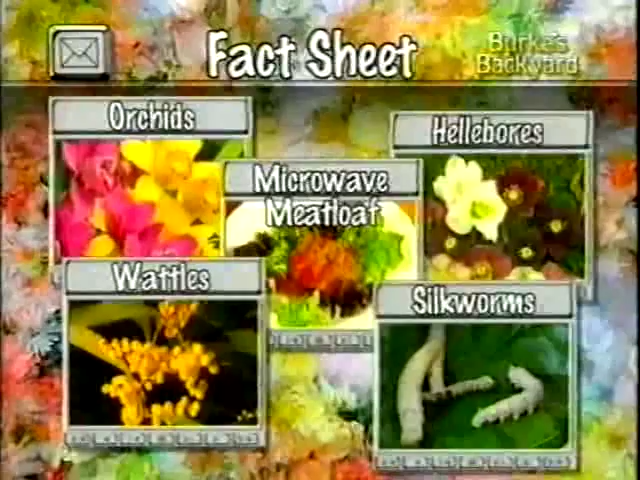 Fact Sheet
Burke's
Backyard
Orchids
Hellebores
Microwave
Meatloaf
Wattles
Silkworms